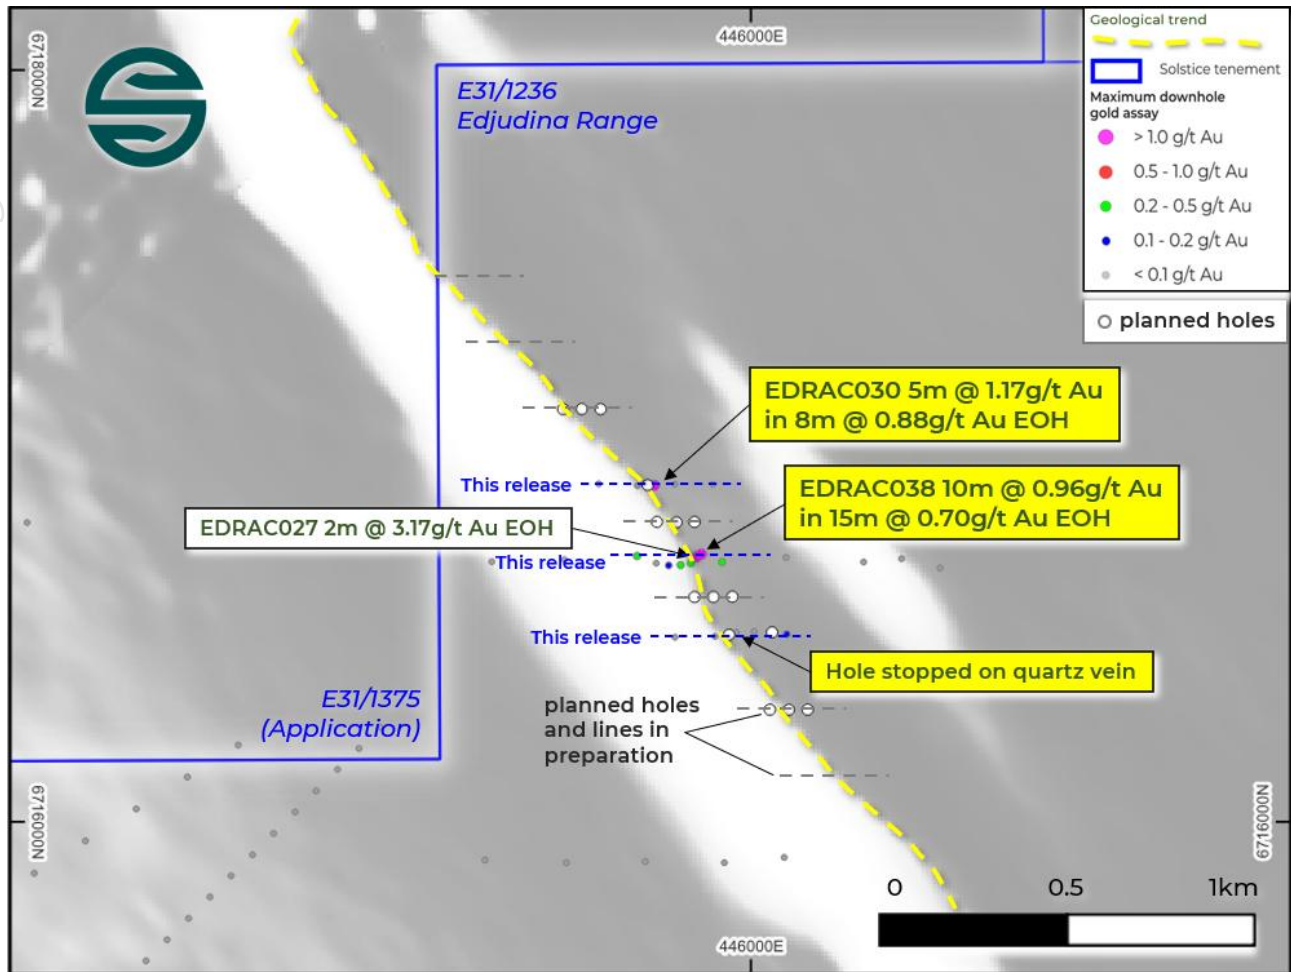 446000E
6718000N
E31/1236
Edjudina Range
Geological trend
Solstice tenement
Maximum downhole
gold assay
> 1.0 g/t Au
0.5 - 1.0 g/t Au
0.2 - 0.5 g/t Au
0.1 - 0.2 g/t Au
< 0.1 g/t Au
planned holes
EDRAC030 5m @ 1.17g/t Au
in 8m @ 0.88g/t Au EOH
This release
EDRAC038 10m @ 0.96g/t Au
in 15m @ 0.70g/t Au EOH
EDRAC027 2m @ 3.17g/t Au EOH
This release
This release
Hole stopped on quartz vein
E31/1375
(Application)
planned holes
and lines in
preparation
6716000N
6716000N
0 0.5 1km
446000E